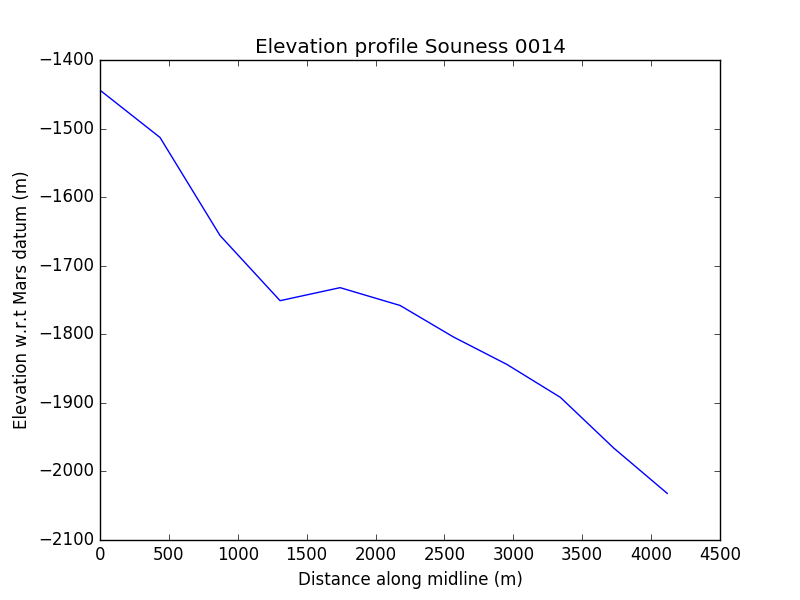 Elevation profile Souness 0014
−1400
−1500
−1600
−1700
−1800
−1900
−2000
−2100
Elevation w.r.t Mars datum (m)
0 500 1000 1500 2000 2500 3000 3500 4000 4500
Distance along midline (m)